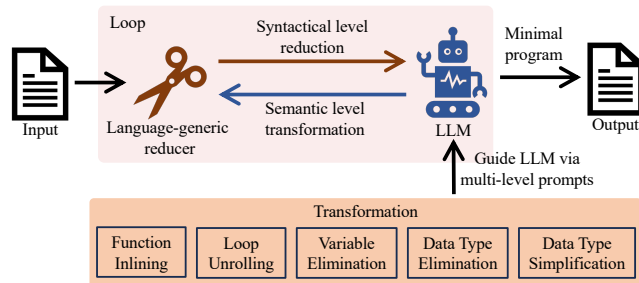 Loop
Syntactical level
reduction
Minimal
program
Semantic level
transformation
Input
Language-generic
reducer
LLM
Output
Guide LLM via
multi-level prompts
Transformation
Function
Inlining
Loop
Unrolling
Variable
Elimination
Data Type
Elimination
Data Type
Simplification